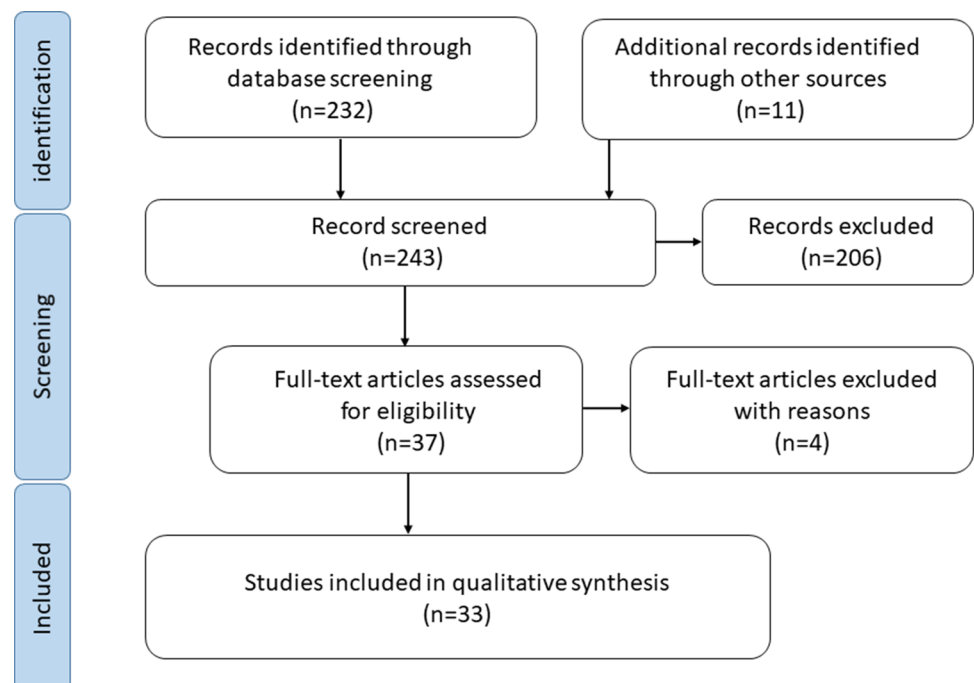 identification
Records identified through
database screening
(n=232)
Additional records identified
through other sources
(n=11)
Screening
Record screened
(n=243)
Records excluded
(n=206)
Full-text articles assessed
for eligibility
(n=37)
Full-text articles excluded
with reasons
(n=4)
Included
Studies included in qualitative synthesis
(n=33)